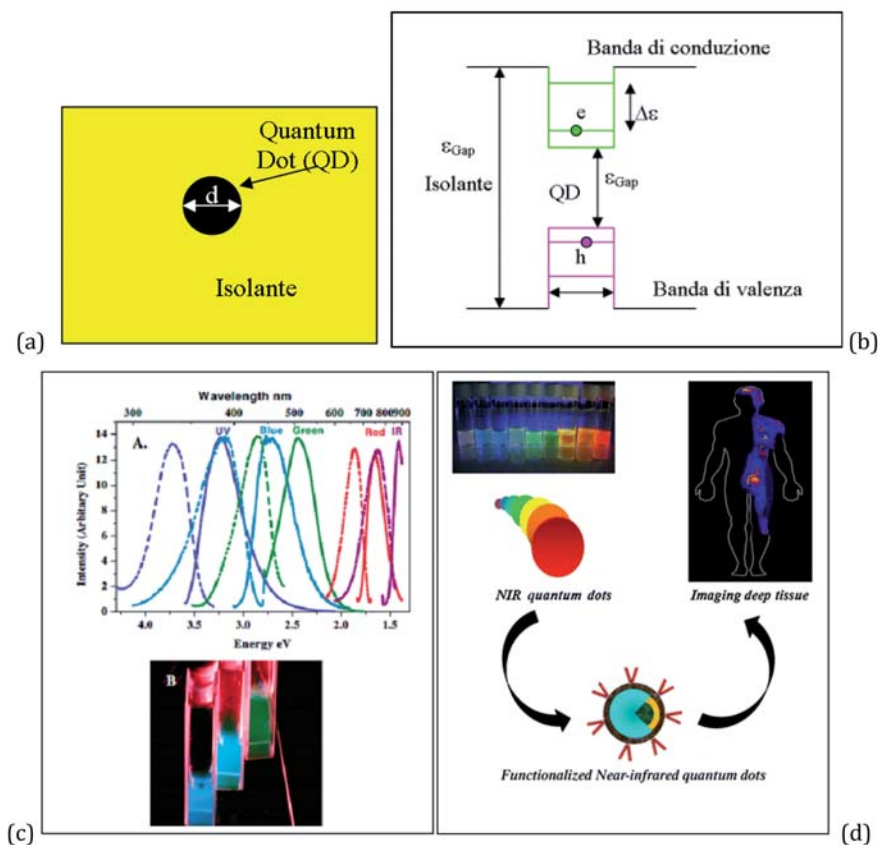 Quantum
Dot (QD)
d
Isolante
(a)
Banda di conduzione
e
Δε
εGap
Isolante
QD
εGap
h
Banda di valenza
(b)
Wavelength nm
300 400 500 600 700 800 900
A.
UV Blue Green Red IR
Intensity (Arbitary Unit)
14
12
10
8
6
4
2
0
4.0 3.5 3.0 2.5 2.0 1.5
Energy eV
B
(c)
NIR quantum dots
Imaging deep tissue
Functionalized Near-infrared quantum dots
(d)